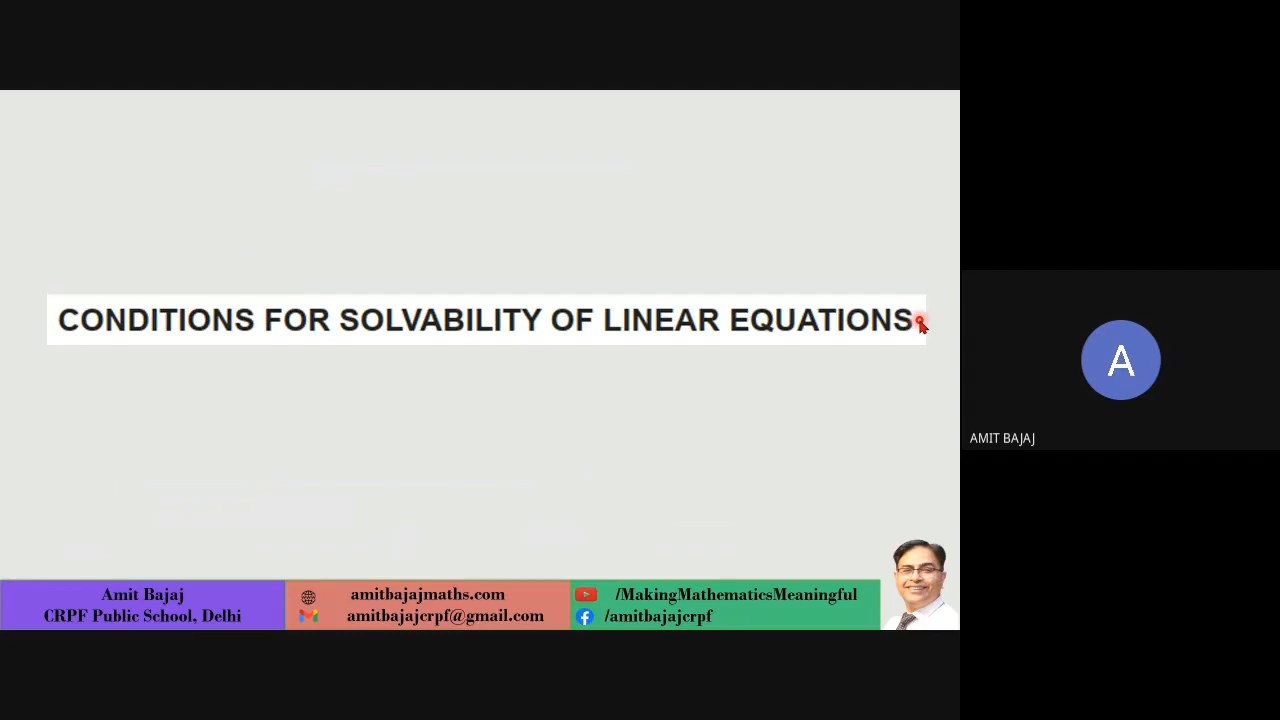 CONDITIONS FOR SOLVABILITY OF LINEAR EQUATIONS
A
AMIT BAJAJ
Amit Bajaj
CRPF Public School, Delhi
amitbajajmaths.com
amitbajajcrpf@gmail.com
/MakingMathematicsMeaningful
/amitbajajcrpf